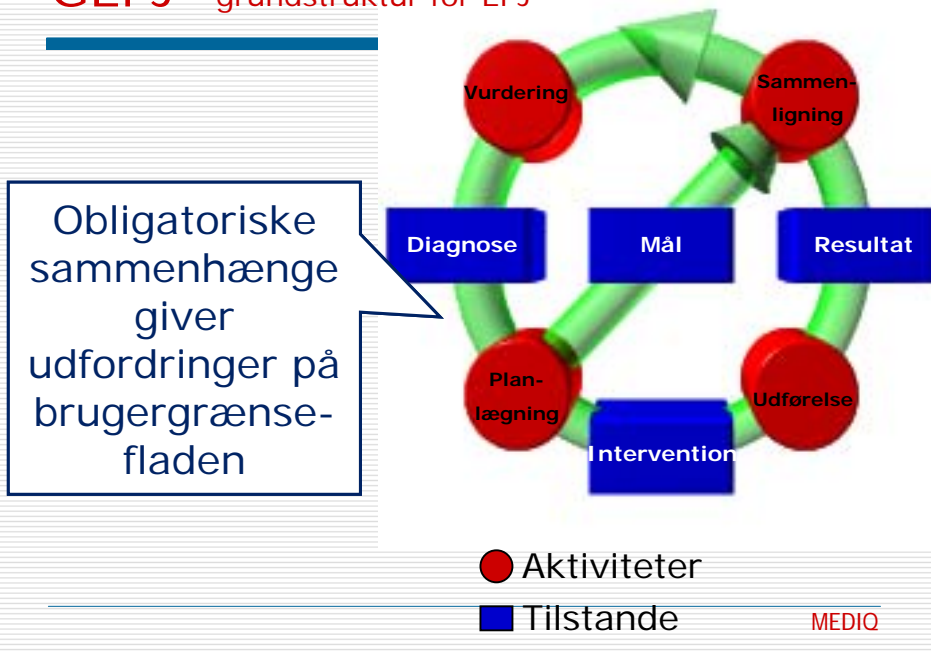 GEPJ - grundstruktur for EPJ
Vurdering
Sammen-
ligning
Obligatoriske
sammenhænge
giver
udfordringer på
brugergrænse-
fladen
Diagnose
Mål
Resultat
Plan-
lægning
Udførelse
Intervention
Aktiviteter
Tilstande
MEDIQ